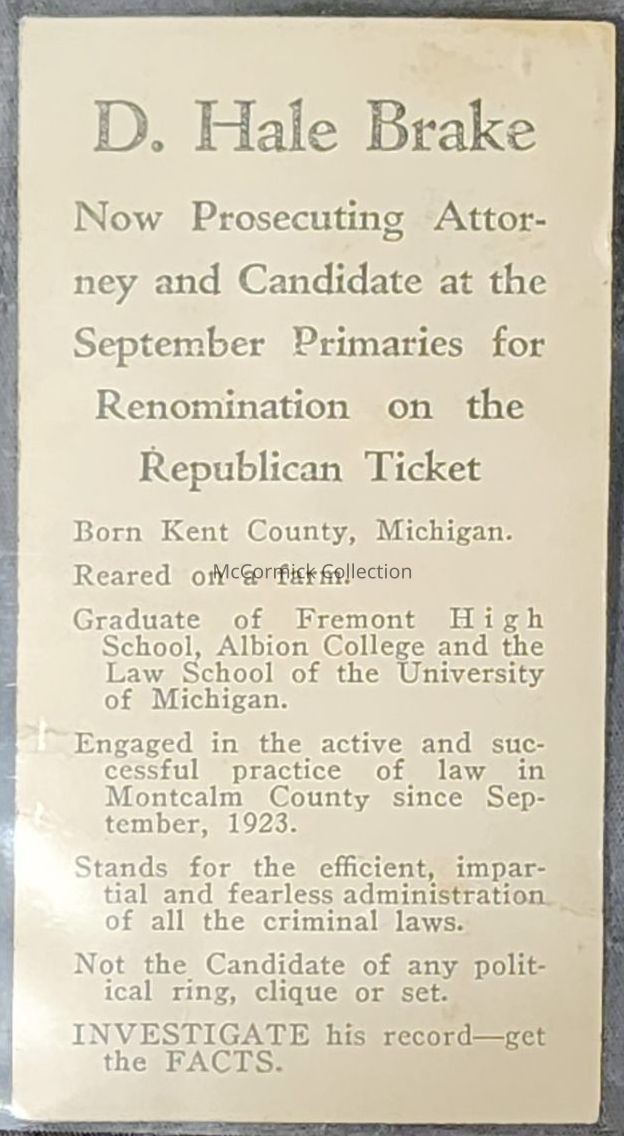 D. Hale Brake
Now Prosecuting Attor-
ney and Candidate at the
September Primaries for
Renomination on the
Republican Ticket
Born Kent County, Michigan.
Reared on a farm.
McCormick Collection
Graduate of Fremont High
School, Albion College and the
Law School of the University
of Michigan.
Engaged in the active and suc-
cessful practice of law in
Montcalm County since Sep-
tember, 1923.
Stands for the efficient, impar-
tial and fearless administration
of all the criminal laws.
Not the Candidate of any polit-
ical ring, clique or set.
INVESTIGATE his record—get
the FACTS.